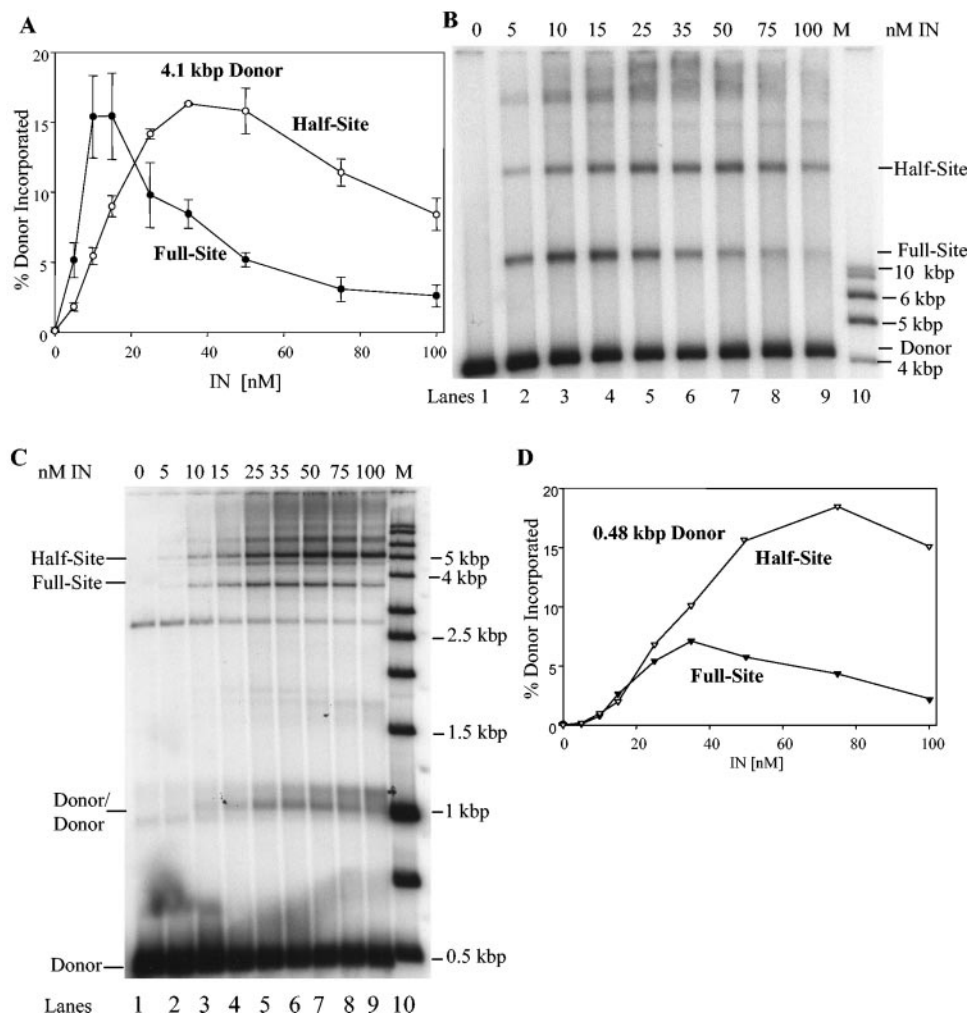 A
20
15
10
5
0
% Donor Incorporated
4.1 kbp Donor
Half-Site
Full-Site
0 20 40 60 80 100
IN [nM]
B
0 5 10 15 25 35 50 75 100 M nM IN
Half-Site
Full-Site
10 kbp
6 kbp
5 kbp
Donor
4 kbp
Lanes 1 2 3 4 5 6 7 8 9 10
C
nM IN 0 5 10 15 25 35 50 75 100 M
Half-Site
Full-Site
Donor/
Donor
Donor
5 kbp
4 kbp
2.5 kbp
1.5 kbp
1 kbp
0.5 kbp
Lanes 1 2 3 4 5 6 7 8 9 10
D
20
15
10
5
0
% Donor Incorporated
0.48 kbp Donor
Half-Site
Full-Site
0 20 40 60 80 100
IN [nM]